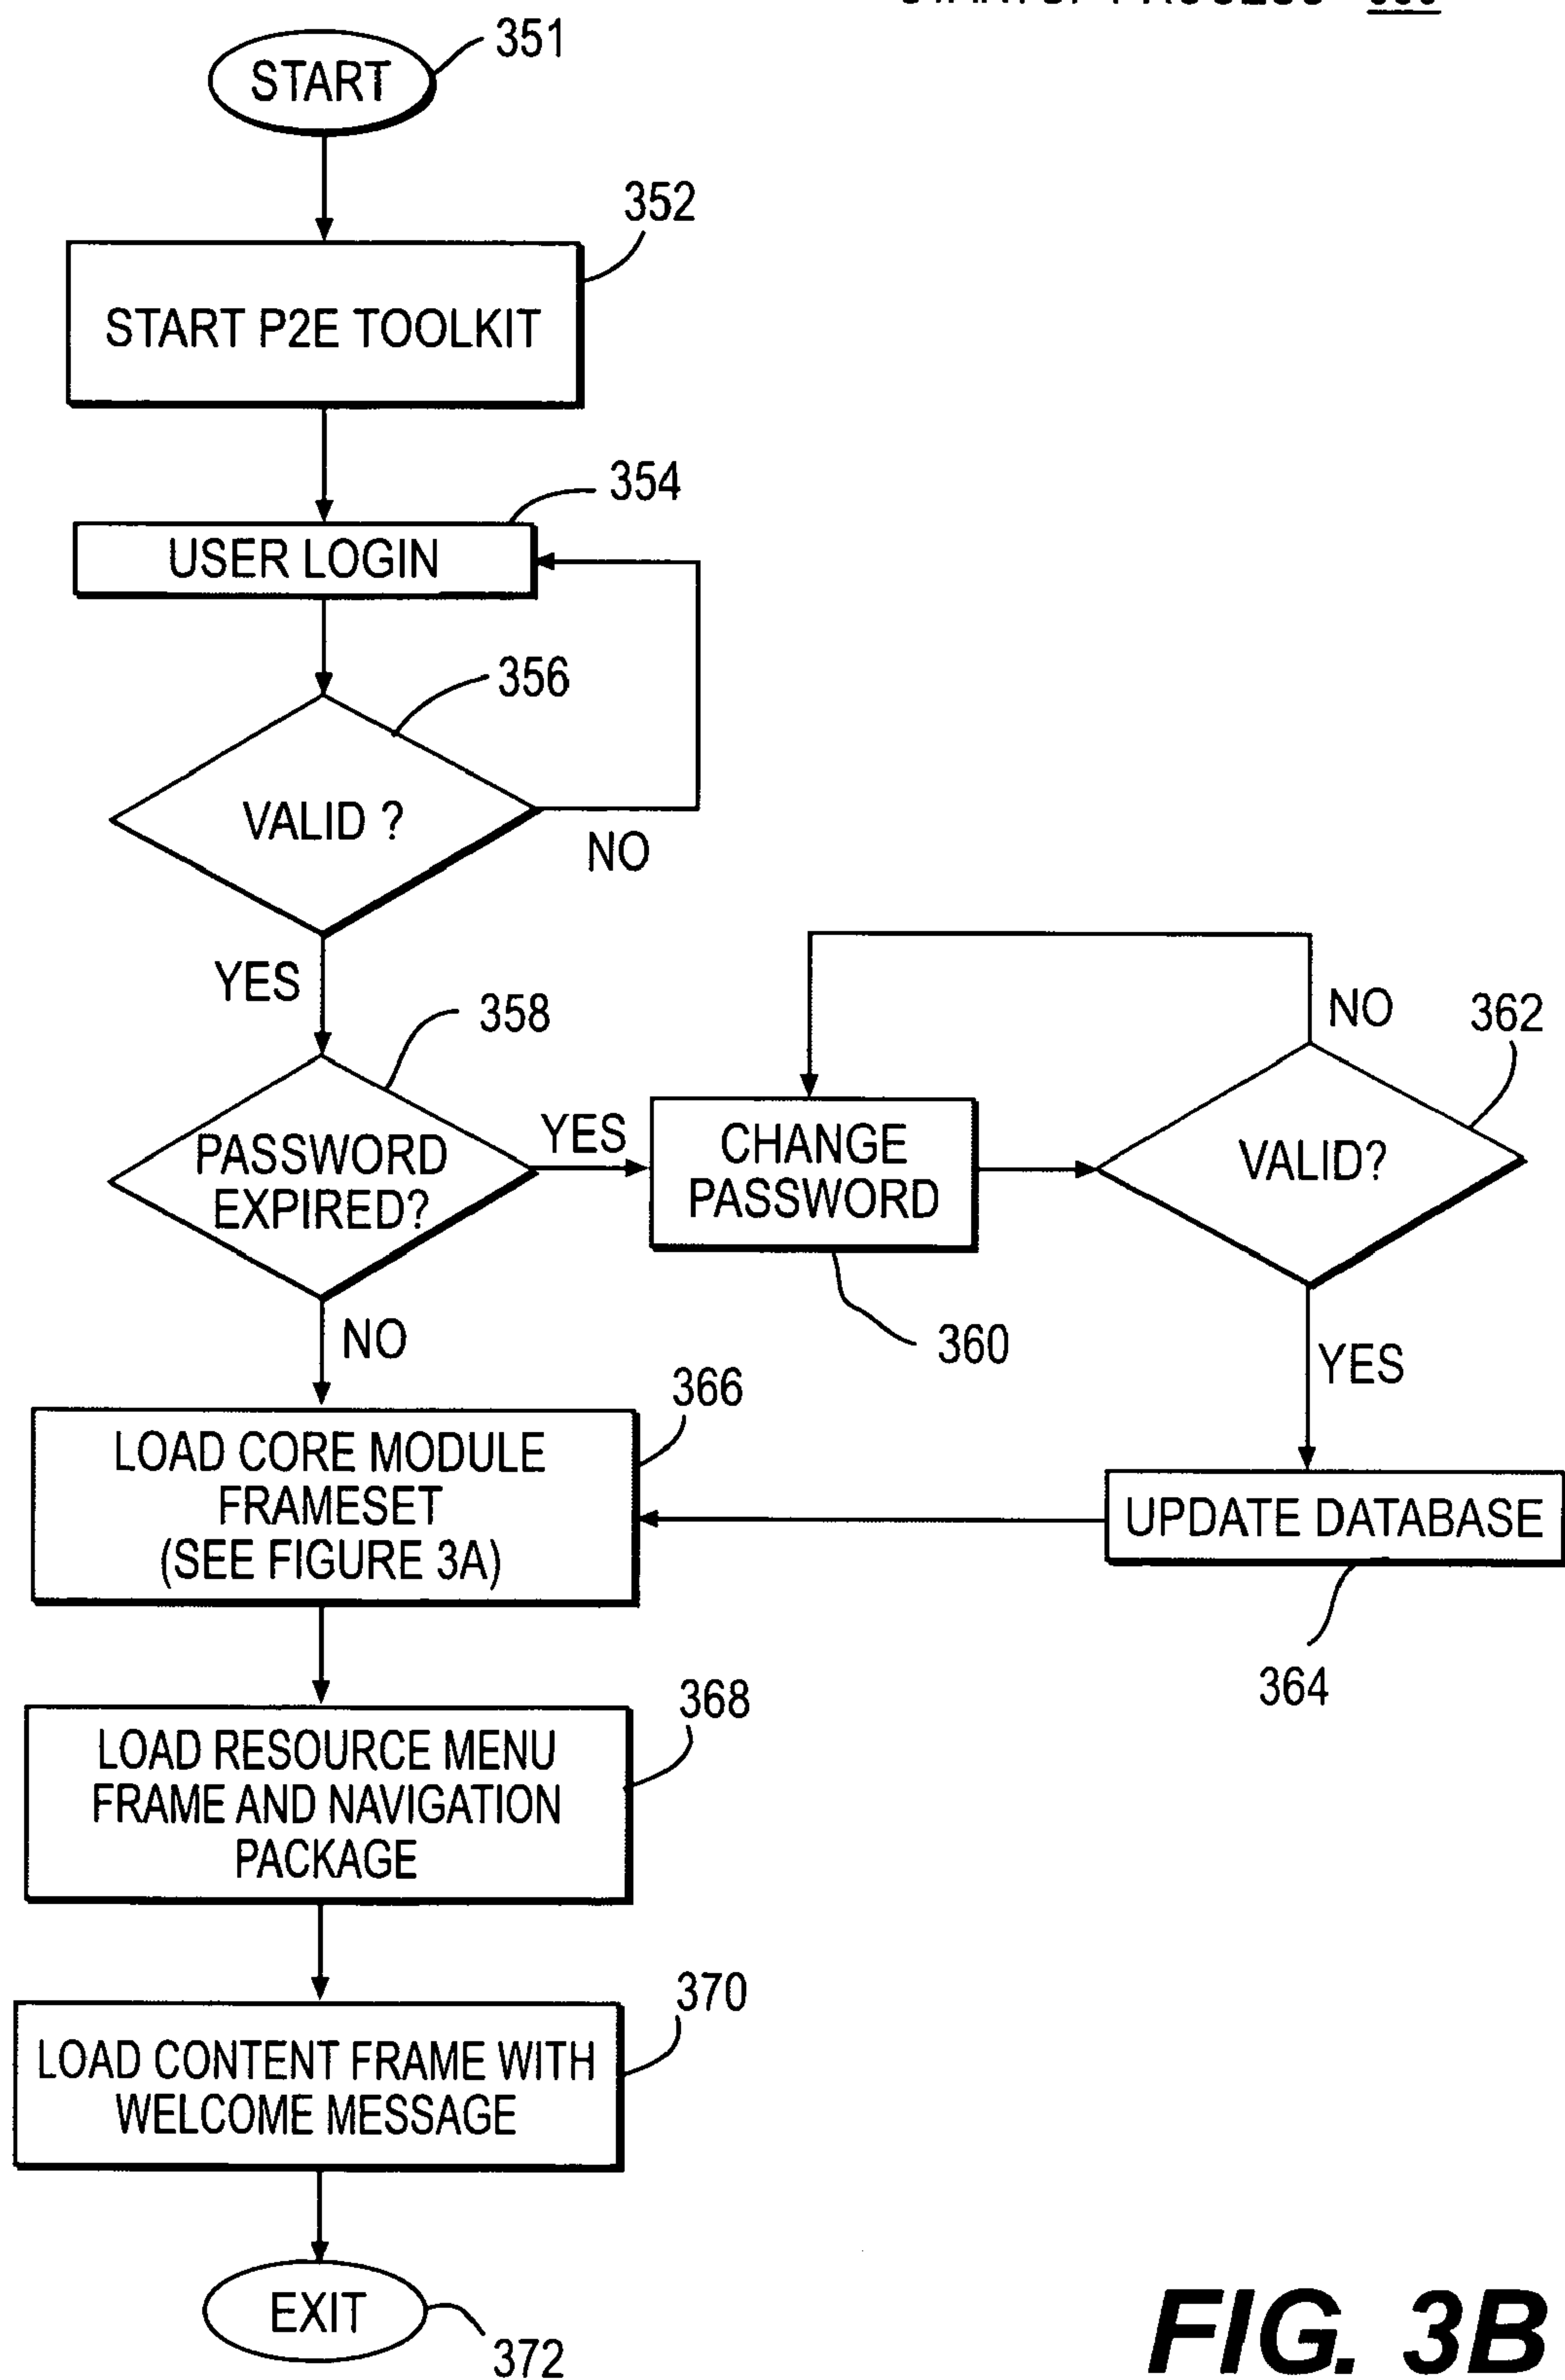 351
START
352
START P2E TOOLKIT
354
USER LOGIN
356
VALID ?
NO
YES
358
NO
362
PASSWORD
EXPIRED?
YES
CHANGE
PASSWORD
VALID?
360
NO
YES
366
LOAD CORE MODULE
FRAMESET
(SEE FIGURE 3A)
UPDATE DATABASE
364
368
LOAD RESOURCE MENU
FRAME AND NAVIGATION
PACKAGE
370
LOAD CONTENT FRAME WITH
WELCOME MESSAGE
EXIT
372
FIG. 3B